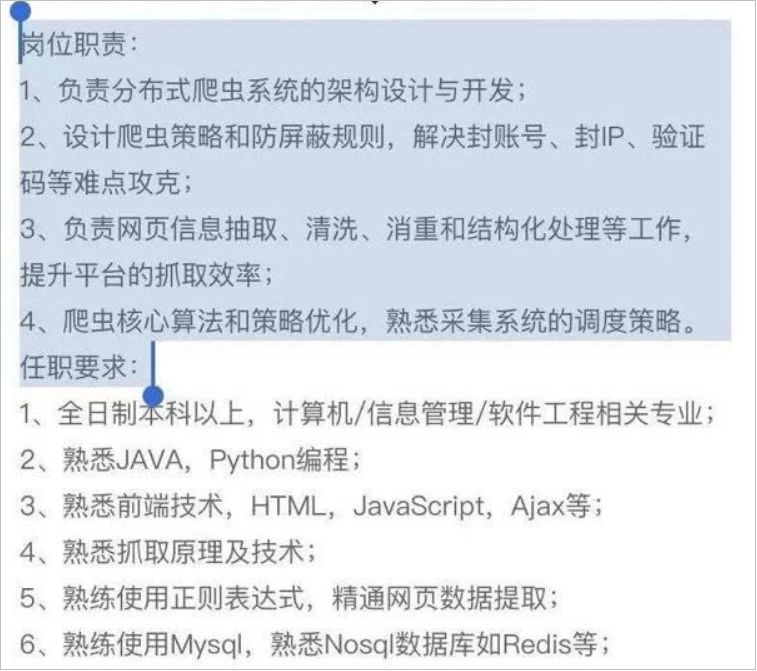 岗位职责：
1、负责分布式爬虫系统的架构设计与开发；
2、设计爬虫策略和防屏蔽规则，解决封账号、封IP、验证
码等难点攻克；
3、负责网页信息抽取、清洗、消重和结构化处理等工作，
提升平台的抓取效率；
4、爬虫核心算法和策略优化，熟悉采集系统的调度策略。
任职要求：
1、全日制本科以上，计算机/信息管理/软件工程相关专业；
2、熟悉JAVA，Python编程；
3、熟悉前端技术，HTML，JavaScript，Ajax等；
4、熟悉抓取原理及技术；
5、熟练使用正则表达式，精通网页数据提取；
6、熟练使用Mysql，熟悉Nosql数据库如Redis等；